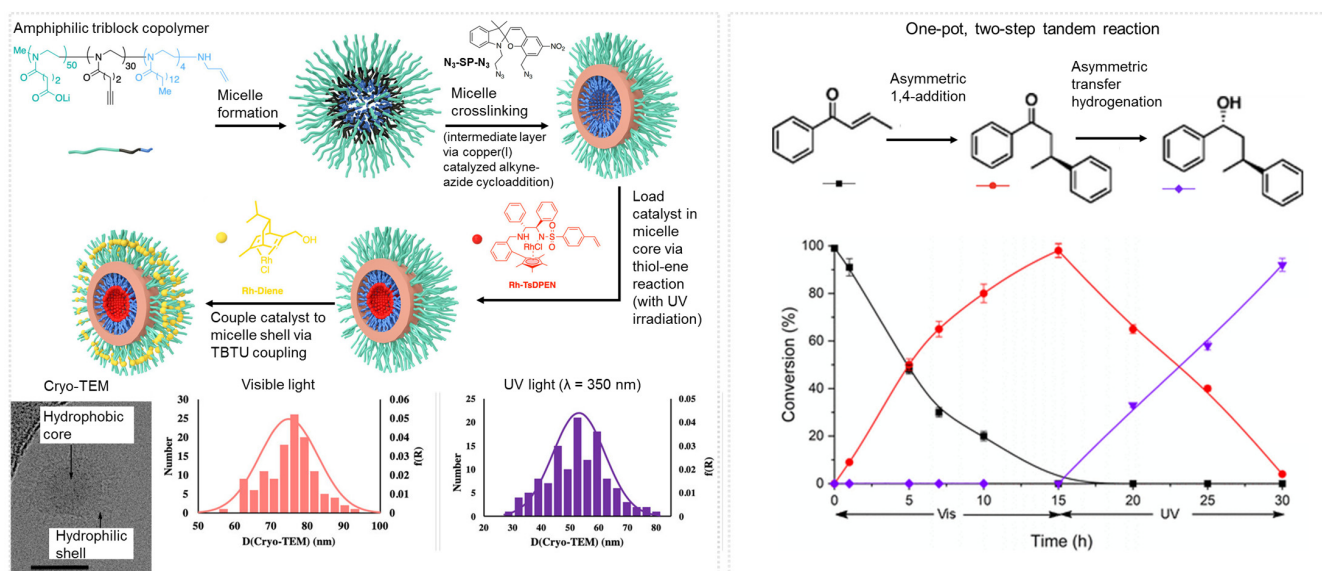 Amphiphilic triblock copolymer
Me
N
50
N
30
N
4
HN
O
)2
O
)2
O
)12
O
OLi
Me
Micelle
formation
N
O
NO2
N3
N3
N3-SP-N3
Micelle
crosslinking
(intermediate layer
via copper(I)
catalyzed alkyne-
azide cycloaddition)
Load
catalyst in
micelle
core via
thiol-ene
reaction
(with UV
irradiation)
NH
N
S
O
O
RhCl
Rh-TsDPEN
OH
Rh
Cl
Rh-Diene
Couple catalyst to
micelle shell via
TBTU coupling
Cryo-TEM
Hydrophobic
core
Hydrophilic
shell
Visible light
Number
30
25
20
15
10
5
0
50 60 70 80 90 100
D(Cryo-TEM) (nm)
0.06
0.05
0.04
0.03
0.02
0.01
0
f(R)
UV light (λ = 350 nm)
Number
25
20
15
10
5
0
20 30 40 50 60 70 80
D(Cryo-TEM) (nm)
0.05
0.04
0.03
0.02
0.01
0
f(R)
One-pot, two-step tandem reaction
O
Asymmetric
1,4-addition
O
Asymmetric
transfer
hydrogenation
OH
Conversion (%)
100
80
60
40
20
0
0 5 10 15 20 25 30
Vis UV
Time (h)